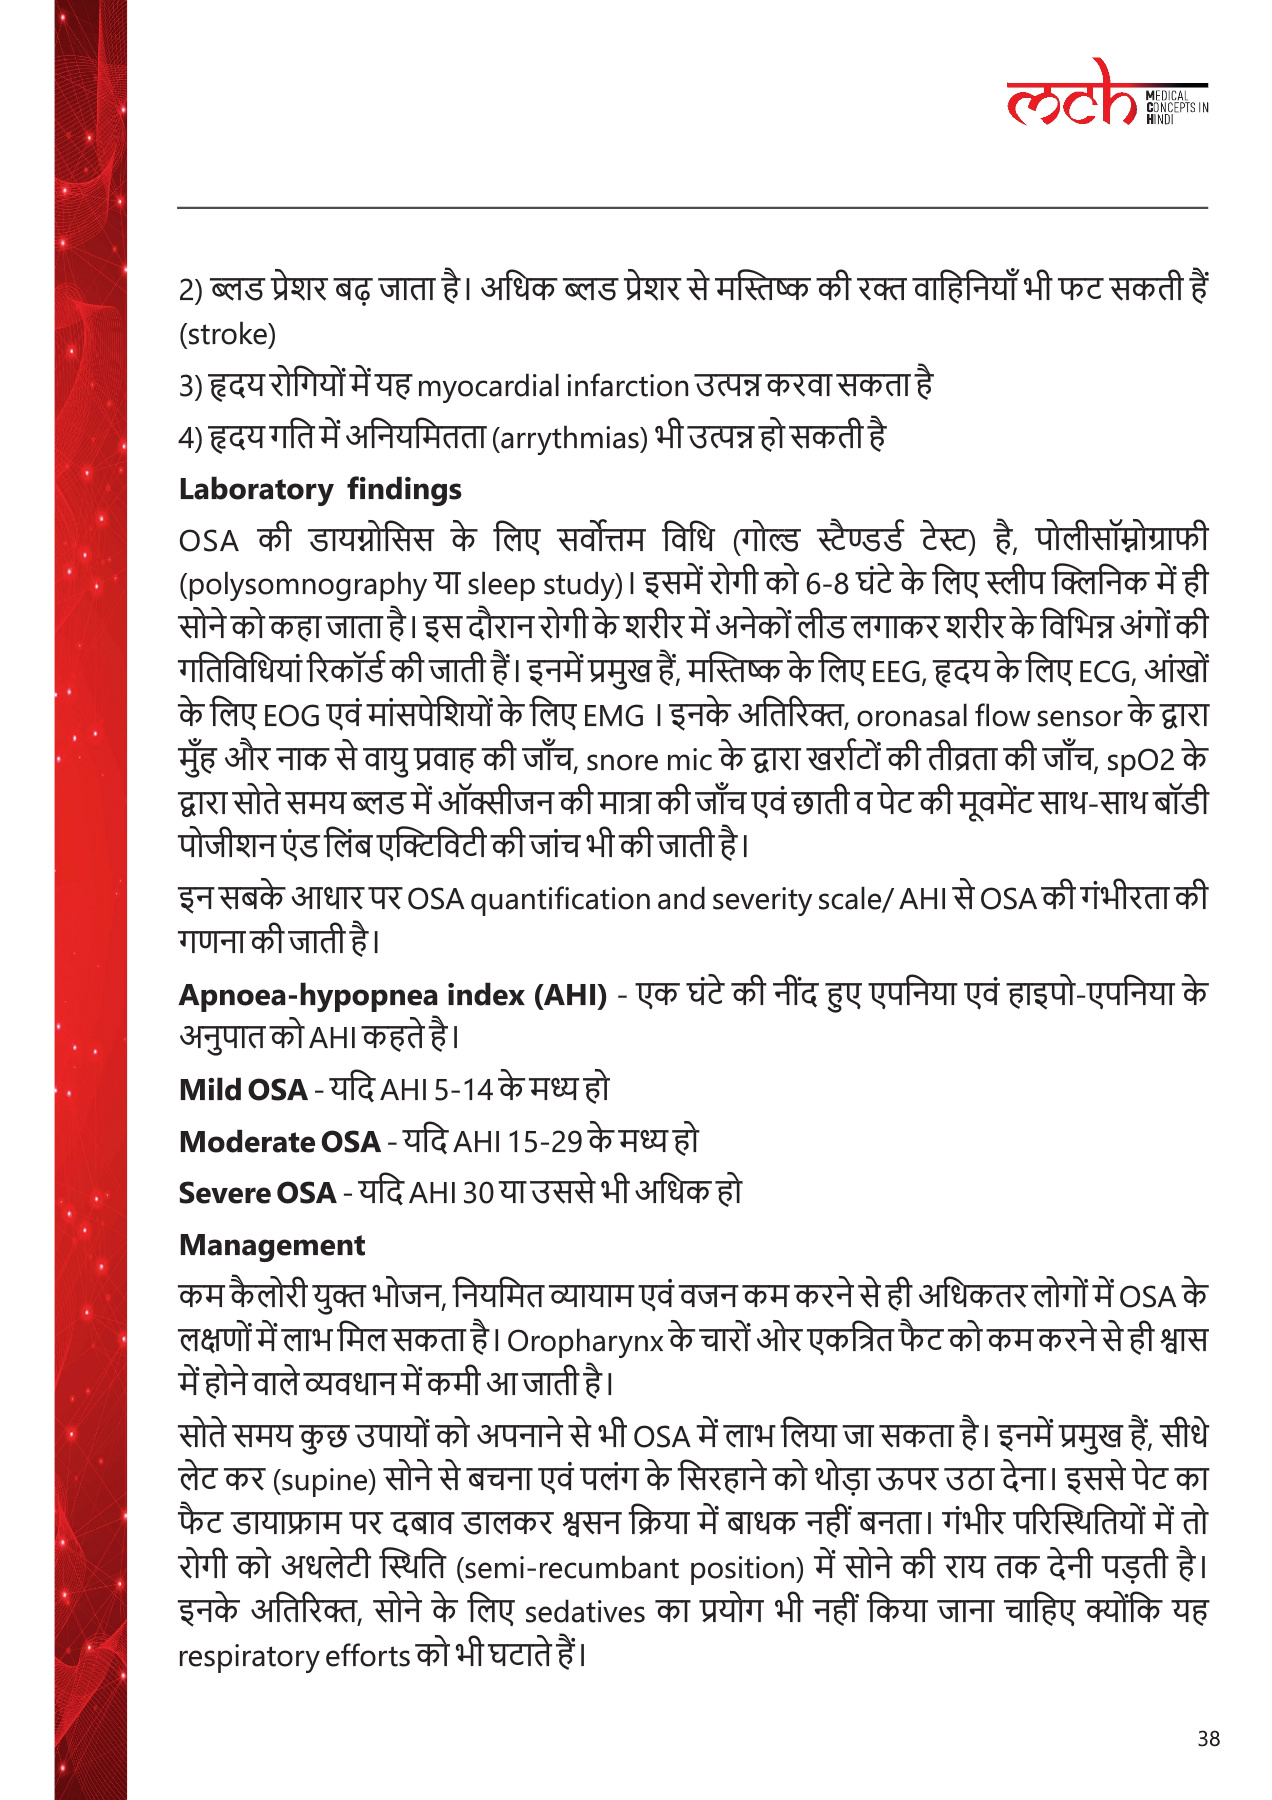 mch MEDICAL
CONCEPTS IN
HINDI
2) ब्लड प्रेशर बढ़ जाता है। अधिक ब्लड प्रेशर से मस्तिष्क की रक्त वाहिनियाँ भी फट सकती हैं
(stroke)
3) हृदय रोगियों में यह myocardial infarction उत्पन्न करवा सकता है
4) हृदय गति में अनियमितता (arrythmias) भी उत्पन्न हो सकती है
Laboratory findings
OSA की डायग्नोसिस के लिए सर्वोत्तम विधि (गोल्ड स्टैण्डर्ड टेस्ट) है, पोलीसॉम्नोग्राफी
(polysomnography या sleep study)। इसमें रोगी को 6-8 घंटे के लिए स्लीप क्लिनिक में ही
सोने को कहा जाता है। इस दौरान रोगी के शरीर में अनेकों लीड लगाकर शरीर के विभिन्न अंगों की
गतिविधियां रिकॉर्ड की जाती हैं। इनमें प्रमुख हैं, मस्तिष्क के लिए EEG, हृदय के लिए ECG, आंखों
के लिए EOG एवं मांसपेशियों के लिए EMG । इनके अतिरिक्त, oronasal flow sensor के द्वारा
मुँह और नाक से वायु प्रवाह की जाँच, snore mic के द्वारा खर्राटों की तीव्रता की जाँच, spO2 के
द्वारा सोते समय ब्लड में ऑक्सीजन की मात्रा की जाँच एवं छाती व पेट की मूवमेंट साथ-साथ बॉडी
पोजीशन एंड लिंब एक्टिविटी की जांच भी की जाती है।
इन सबके आधार पर OSA quantification and severity scale/ AHI से OSA की गंभीरता की
गणना की जाती है।
Apnoea-hypopnea index (AHI) - एक घंटे की नींद हुए एपनिया एवं हाइपो-एपनिया के
अनुपात को AHI कहते है।
Mild OSA - यदि AHI 5-14 के मध्य हो
Moderate OSA - यदि AHI 15-29 के मध्य हो
Severe OSA - यदि AHI 30 या उससे भी अधिक हो
Management
कम कैलोरी युक्त भोजन, नियमित व्यायाम एवं वजन कम करने से ही अधिकतर लोगों में OSA के
लक्षणों में लाभ मिल सकता है। Oropharynx के चारों ओर एकत्रित फैट को कम करने से ही श्वास
में होने वाले व्यवधान में कमी आ जाती है।
सोते समय कुछ उपायों को अपनाने से भी OSA में लाभ लिया जा सकता है। इनमें प्रमुख हैं, सीधे
लेट कर (supine) सोने से बचना एवं पलंग के सिरहाने को थोड़ा ऊपर उठा देना। इससे पेट का
फैट डायाफ्राम पर दबाव डालकर श्वसन क्रिया में बाधक नहीं बनता। गंभीर परिस्थितियों में तो
रोगी को अधलेटी स्थिति (semi-recumbant position) में सोने की राय तक देनी पड़ती है।
इनके अतिरिक्त, सोने के लिए sedatives का प्रयोग भी नहीं किया जाना चाहिए क्योंकि यह
respiratory efforts को भी घटाते हैं।
38